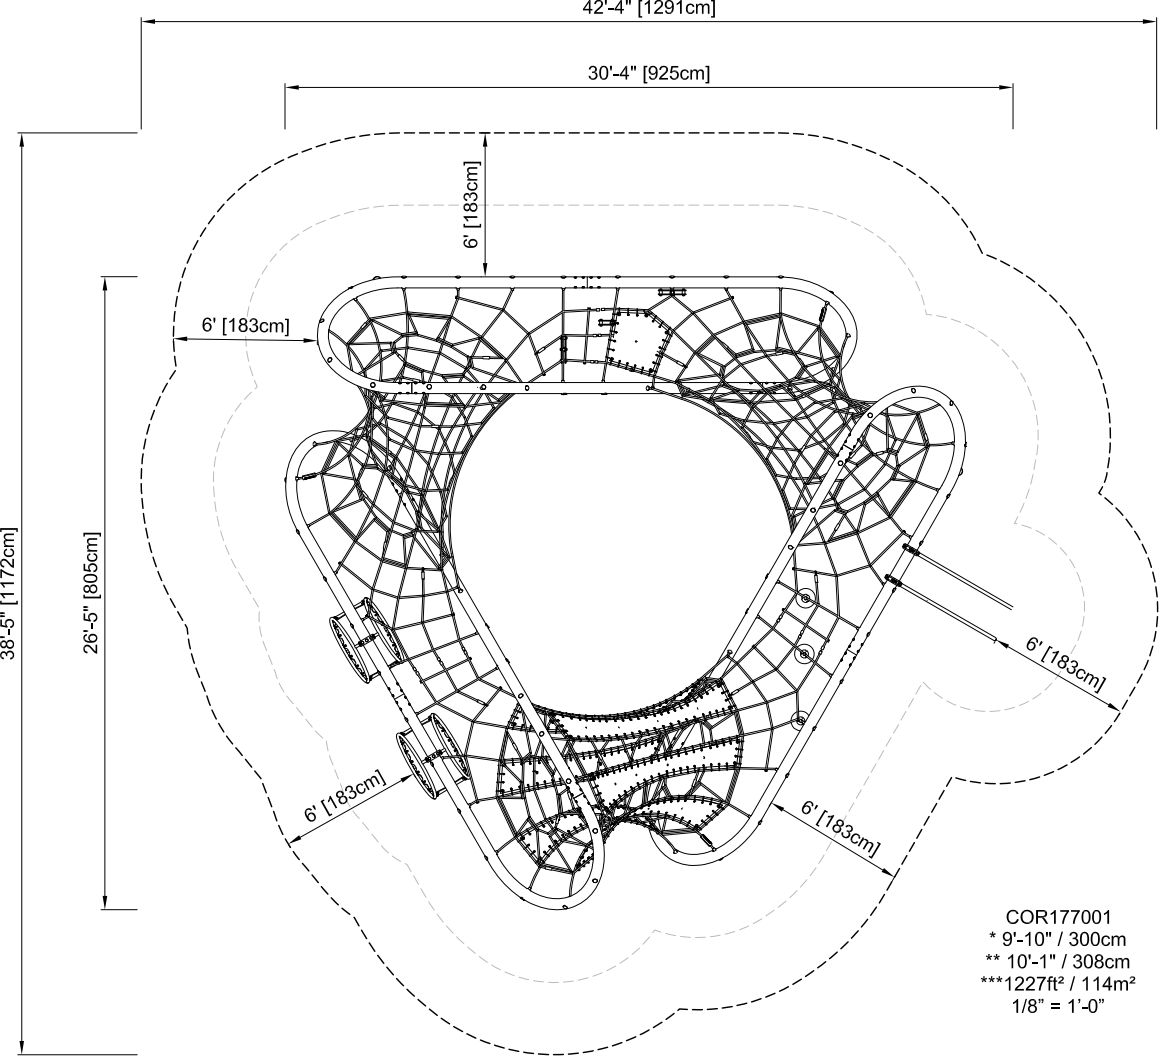 42'-4" [1291cm]
30'-4" [925cm]
6' [183cm]
6' [183cm]
38'-5" [1172cm]
26'-5" [805cm]
6' [183cm]
6' [183cm]
6' [183cm]
COR177001
* 9'-10" / 300cm
** 10'-1" / 308cm
***1227ft² / 114m²
1/8" = 1'-0"